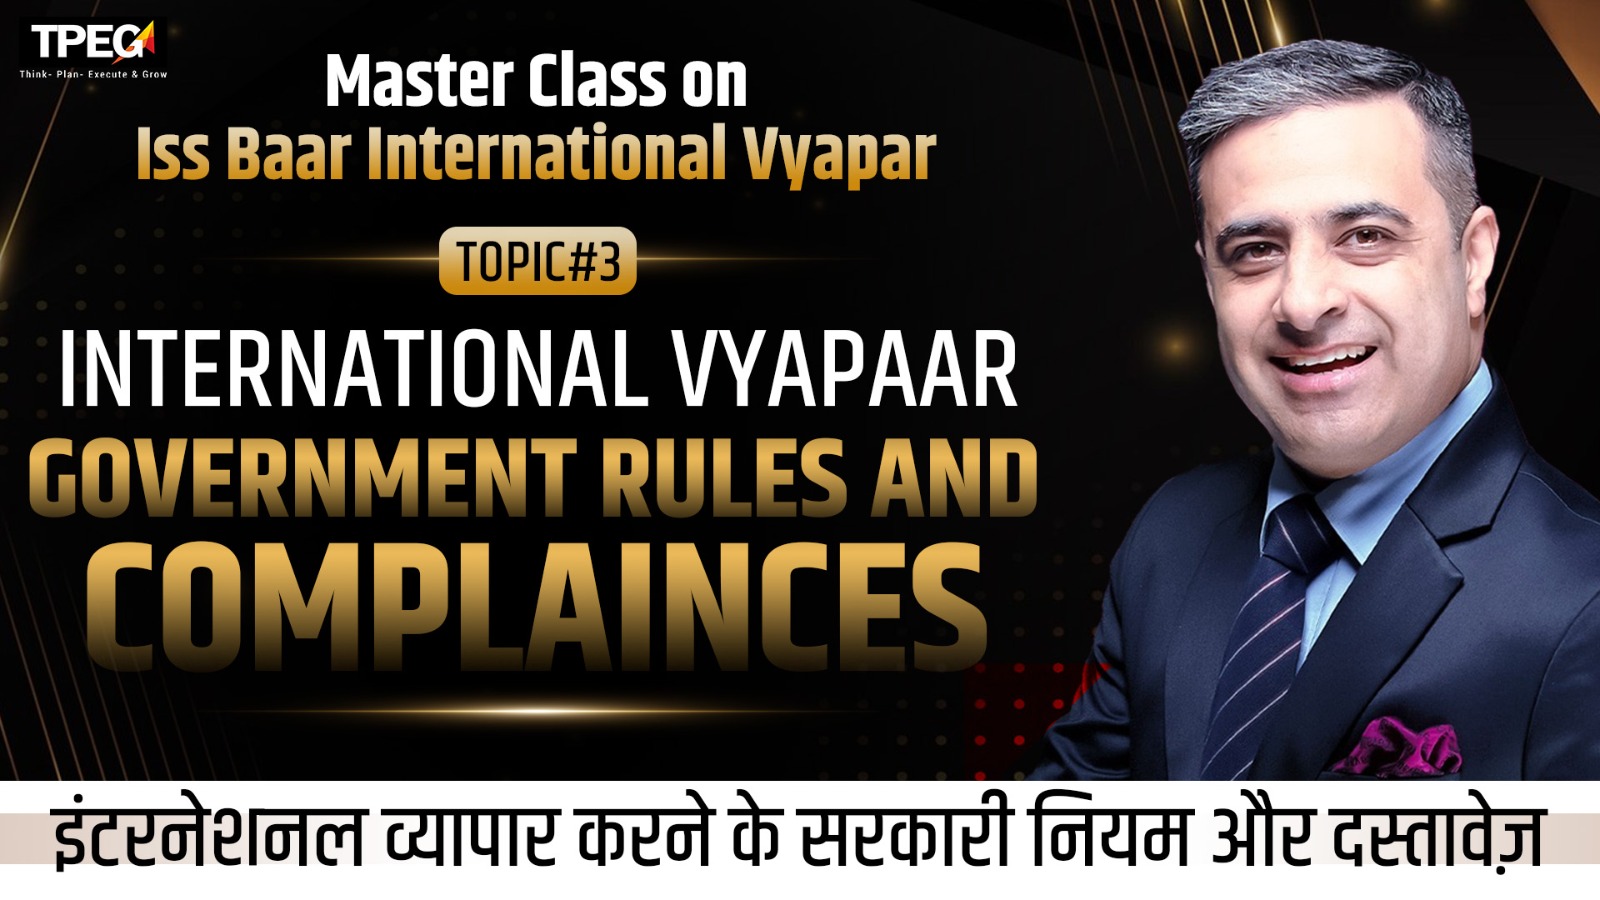 TPEG
Think- Plan- Execute & Grow
Master Class on
Iss Baar International Vyapar
TOPIC#3
INTERNATIONAL VYAPAAR
GOVERNMENT RULES AND
COMPLAINCES
इंटरनेशनल व्यापार करने के सरकारी नियम और दस्तावेज़